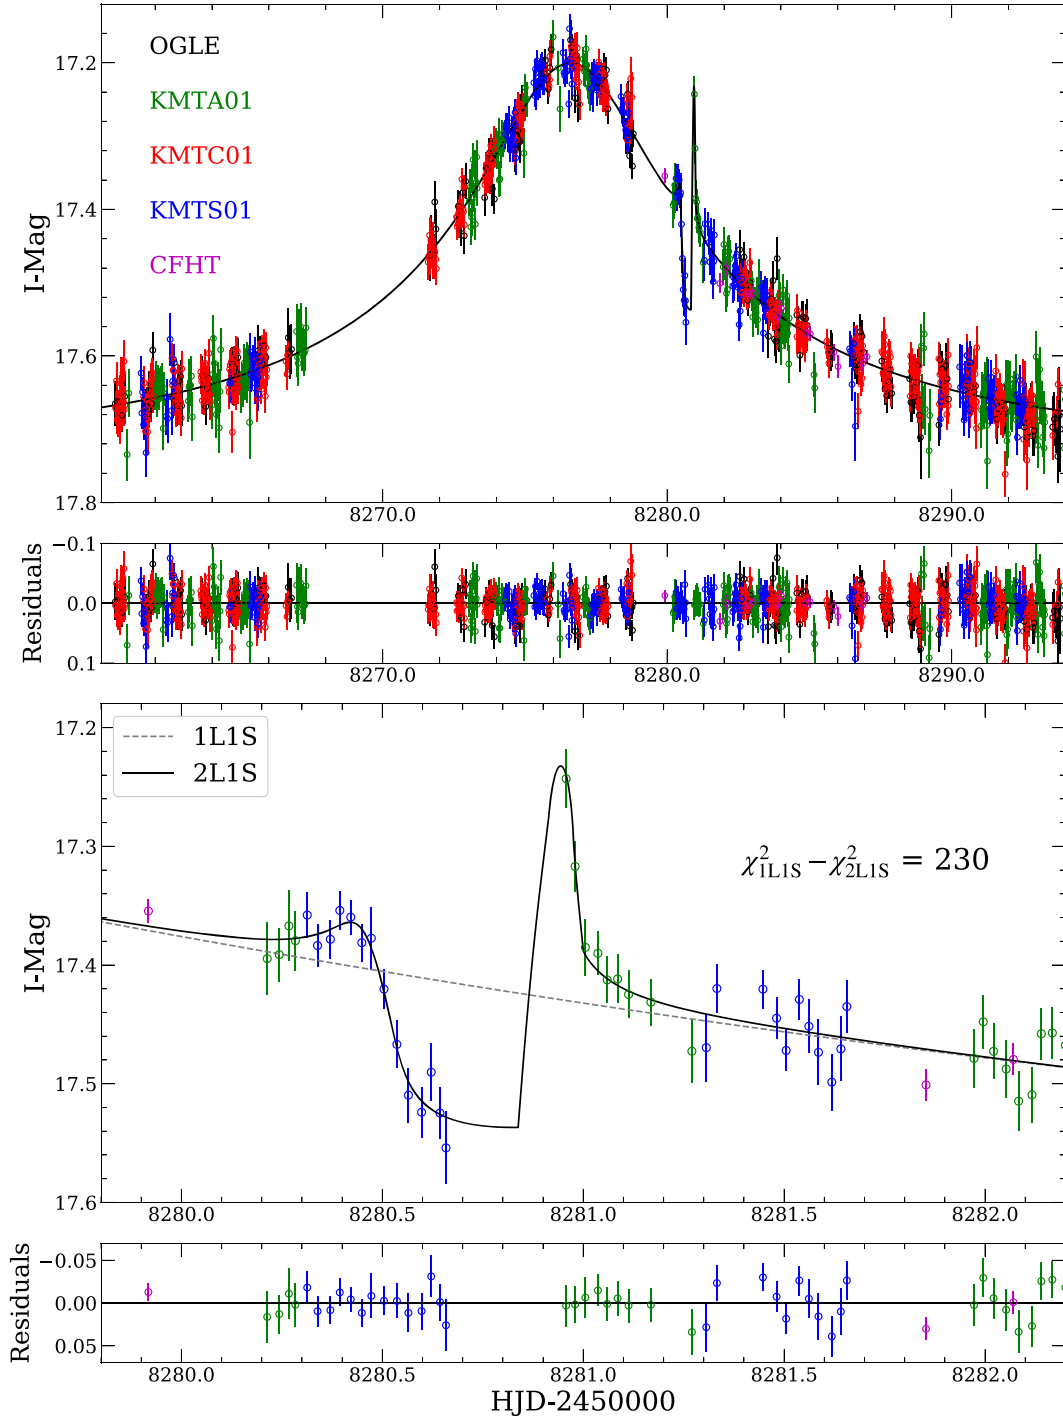 17.2
17.4
17.6
17.8
I-Mag
OGLE
KMTA01
KMTC01
KMTS01
CFHT
8270.0
8280.0
8290.0
−0.1
0.0
0.1
Residuals
8270.0
8280.0
8290.0
17.2
17.3
17.4
17.5
17.6
I-Mag
1L1S
2L1S
χ²1L1S − χ²2L1S = 230
8280.0
8280.5
8281.0
8281.5
8282.0
−0.05
0.00
0.05
Residuals
8280.0
8280.5
8281.0
8281.5
8282.0
HJD-2450000